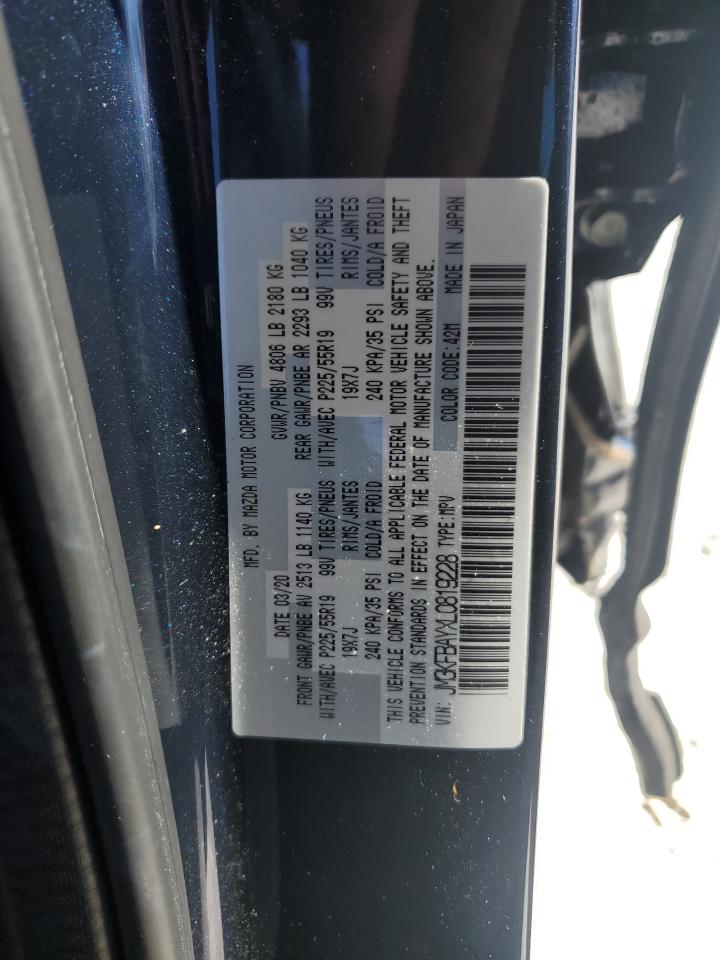 MFD. BY MAZDA MOTOR CORPORATION
DATE 03/20 GVWR/PNBV 4806 LB 2180 KG
FRONT GAWR/PNBE AV 2513 LB 1140 KG REAR GAWR/PNBE AR 2293 LB 1040 KG
WITH/AVEC P225/55R19 99V TIRES/PNEUS WITH/AVEC P225/55R19 99V TIRES/PNEUS
19X7J RIMS/JANTES 19X7J RIMS/JANTES
240 KPA/35 PSI COLD/A FROID 240 KPA/35 PSI COLD/A FROID
THIS VEHICLE CONFORMS TO ALL APPLICABLE FEDERAL MOTOR VEHICLE SAFETY AND THEFT
PREVENTION STANDARDS IN EFFECT ON THE DATE OF MANUFACTURE SHOWN ABOVE.
VIN: JM3KFBAYXL0819228 TYPE:MPV COLOR CODE:42M MADE IN JAPAN